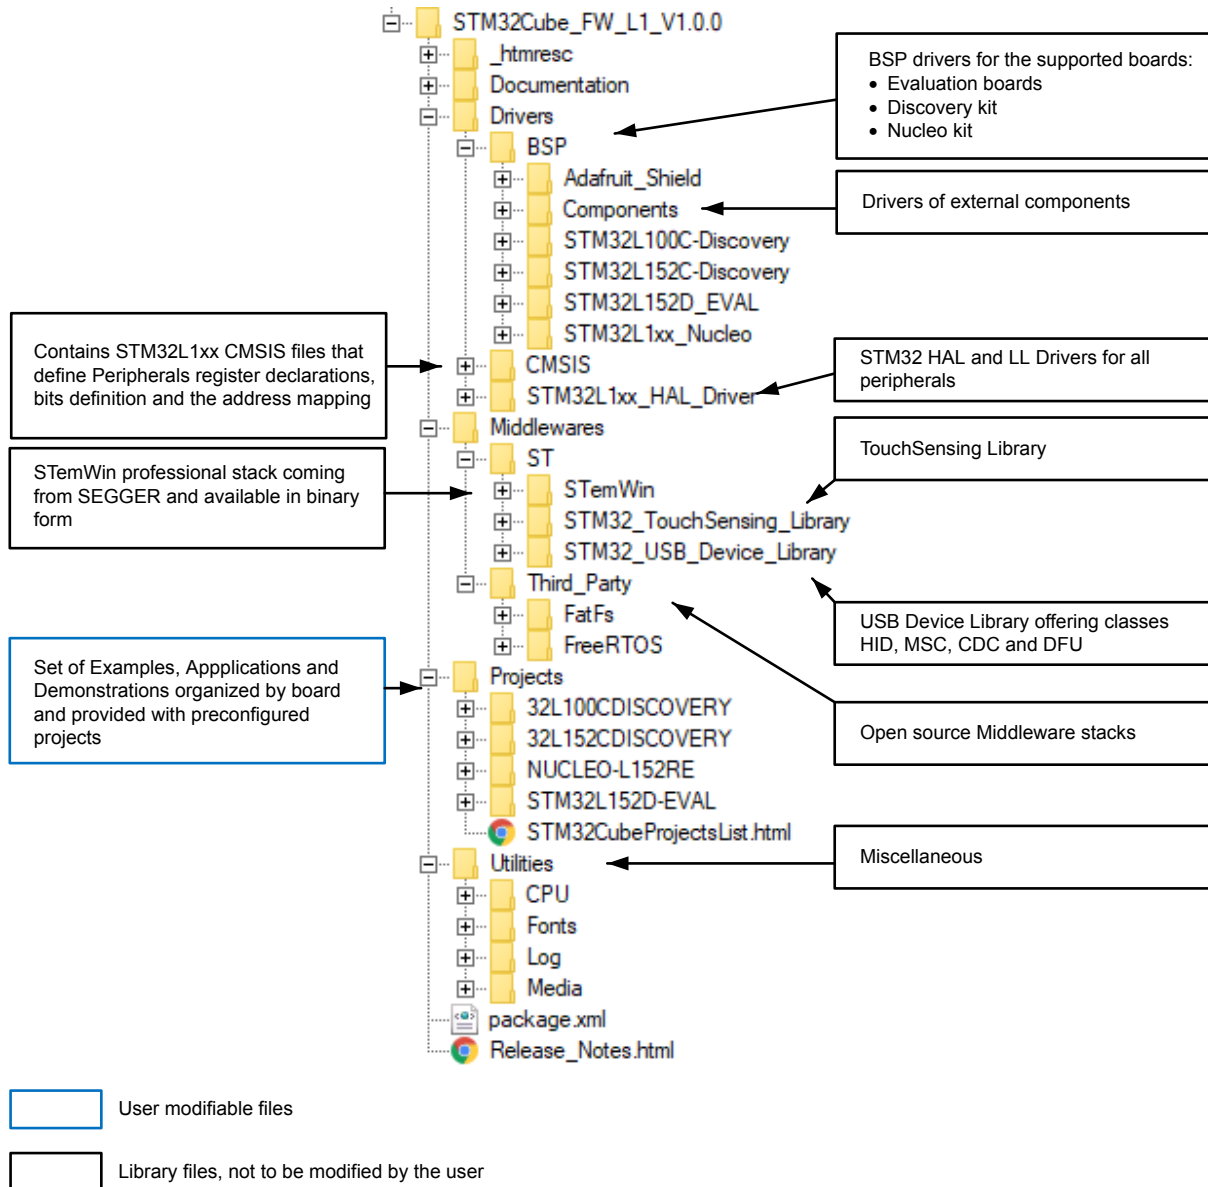 STM32Cube_FW_L1_V1.0.0
_htmresc
Documentation
Drivers
BSP
Adafruit_Shield
Components
STM32L100C-Discovery
STM32L152C-Discovery
STM32L152D_EVAL
STM32L1xx_Nucleo
CMSIS
STM32L1xx_HAL_Driver
Middlewares
ST
STemWin
STM32_TouchSensing_Library
STM32_USB_Device_Library
Third_Party
FatFs
FreeRTOS
Projects
32L100CDISCOVERY
32L152CDISCOVERY
NUCLEO-L152RE
STM32L152D-EVAL
STM32CubeProjectsList.html
Utilities
CPU
Fonts
Log
Media
package.xml
Release_Notes.html
BSP drivers for the supported boards:
• Evaluation boards
• Discovery kit
• Nucleo kit
Drivers of external components
STM32 HAL and LL Drivers for all
peripherals
TouchSensing Library
USB Device Library offering classes
HID, MSC, CDC and DFU
Open source Middleware stacks
Miscellaneous
Contains STM32L1xx CMSIS files that
define Peripherals register declarations,
bits definition and the address mapping
STemWin professional stack coming
from SEGGER and available in binary
form
Set of Examples, Appplications and
Demonstrations organized by board
and provided with preconfigured
projects
User modifiable files
Library files, not to be modified by the user